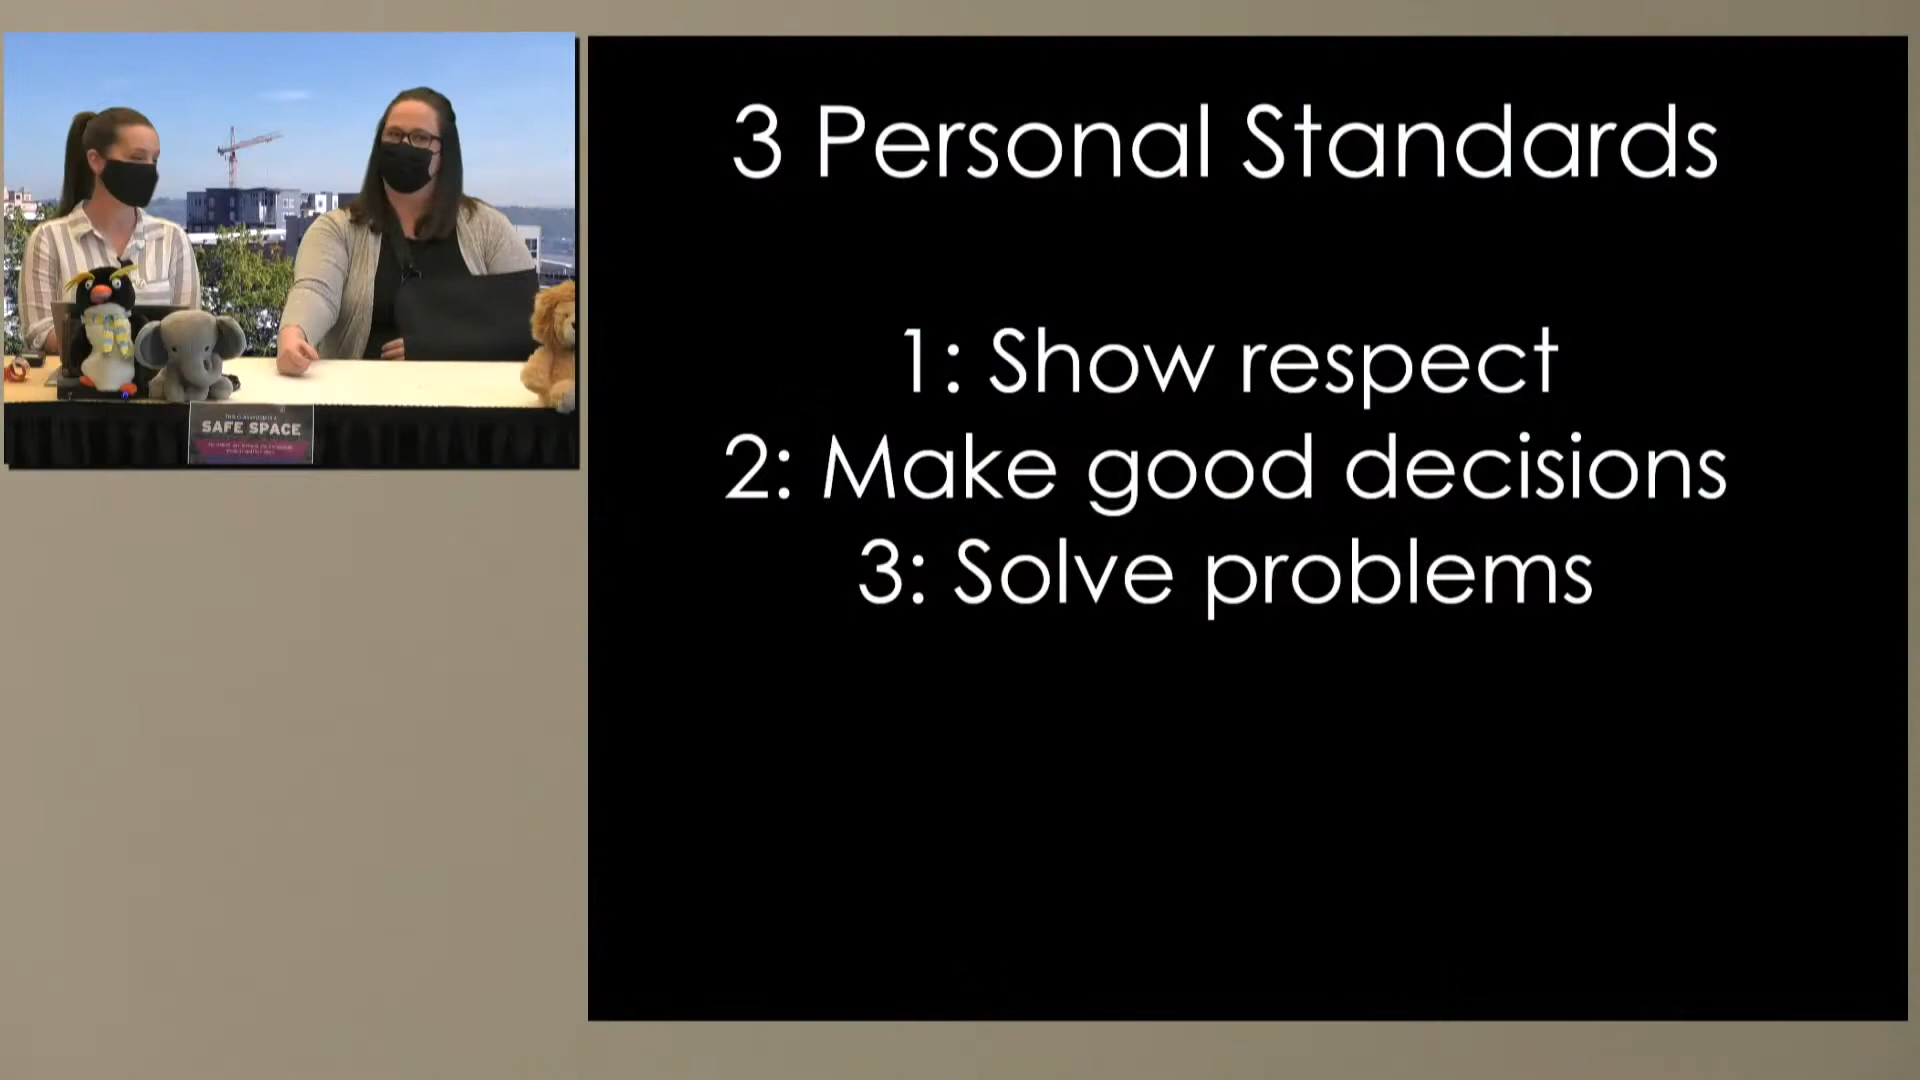 3 Personal Standards
1: Show respect
2: Make good decisions
3: Solve problems
SAFE SPACE